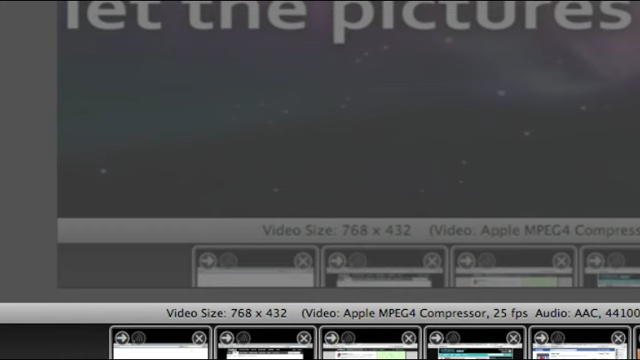 let the pictures
Video Size: 768 x 432 (Video: Apple MPEG4 Compress
Video Size: 768 x 432 (Video: Apple MPEG4 Compressor, 25 fps Audio: AAC, 44100